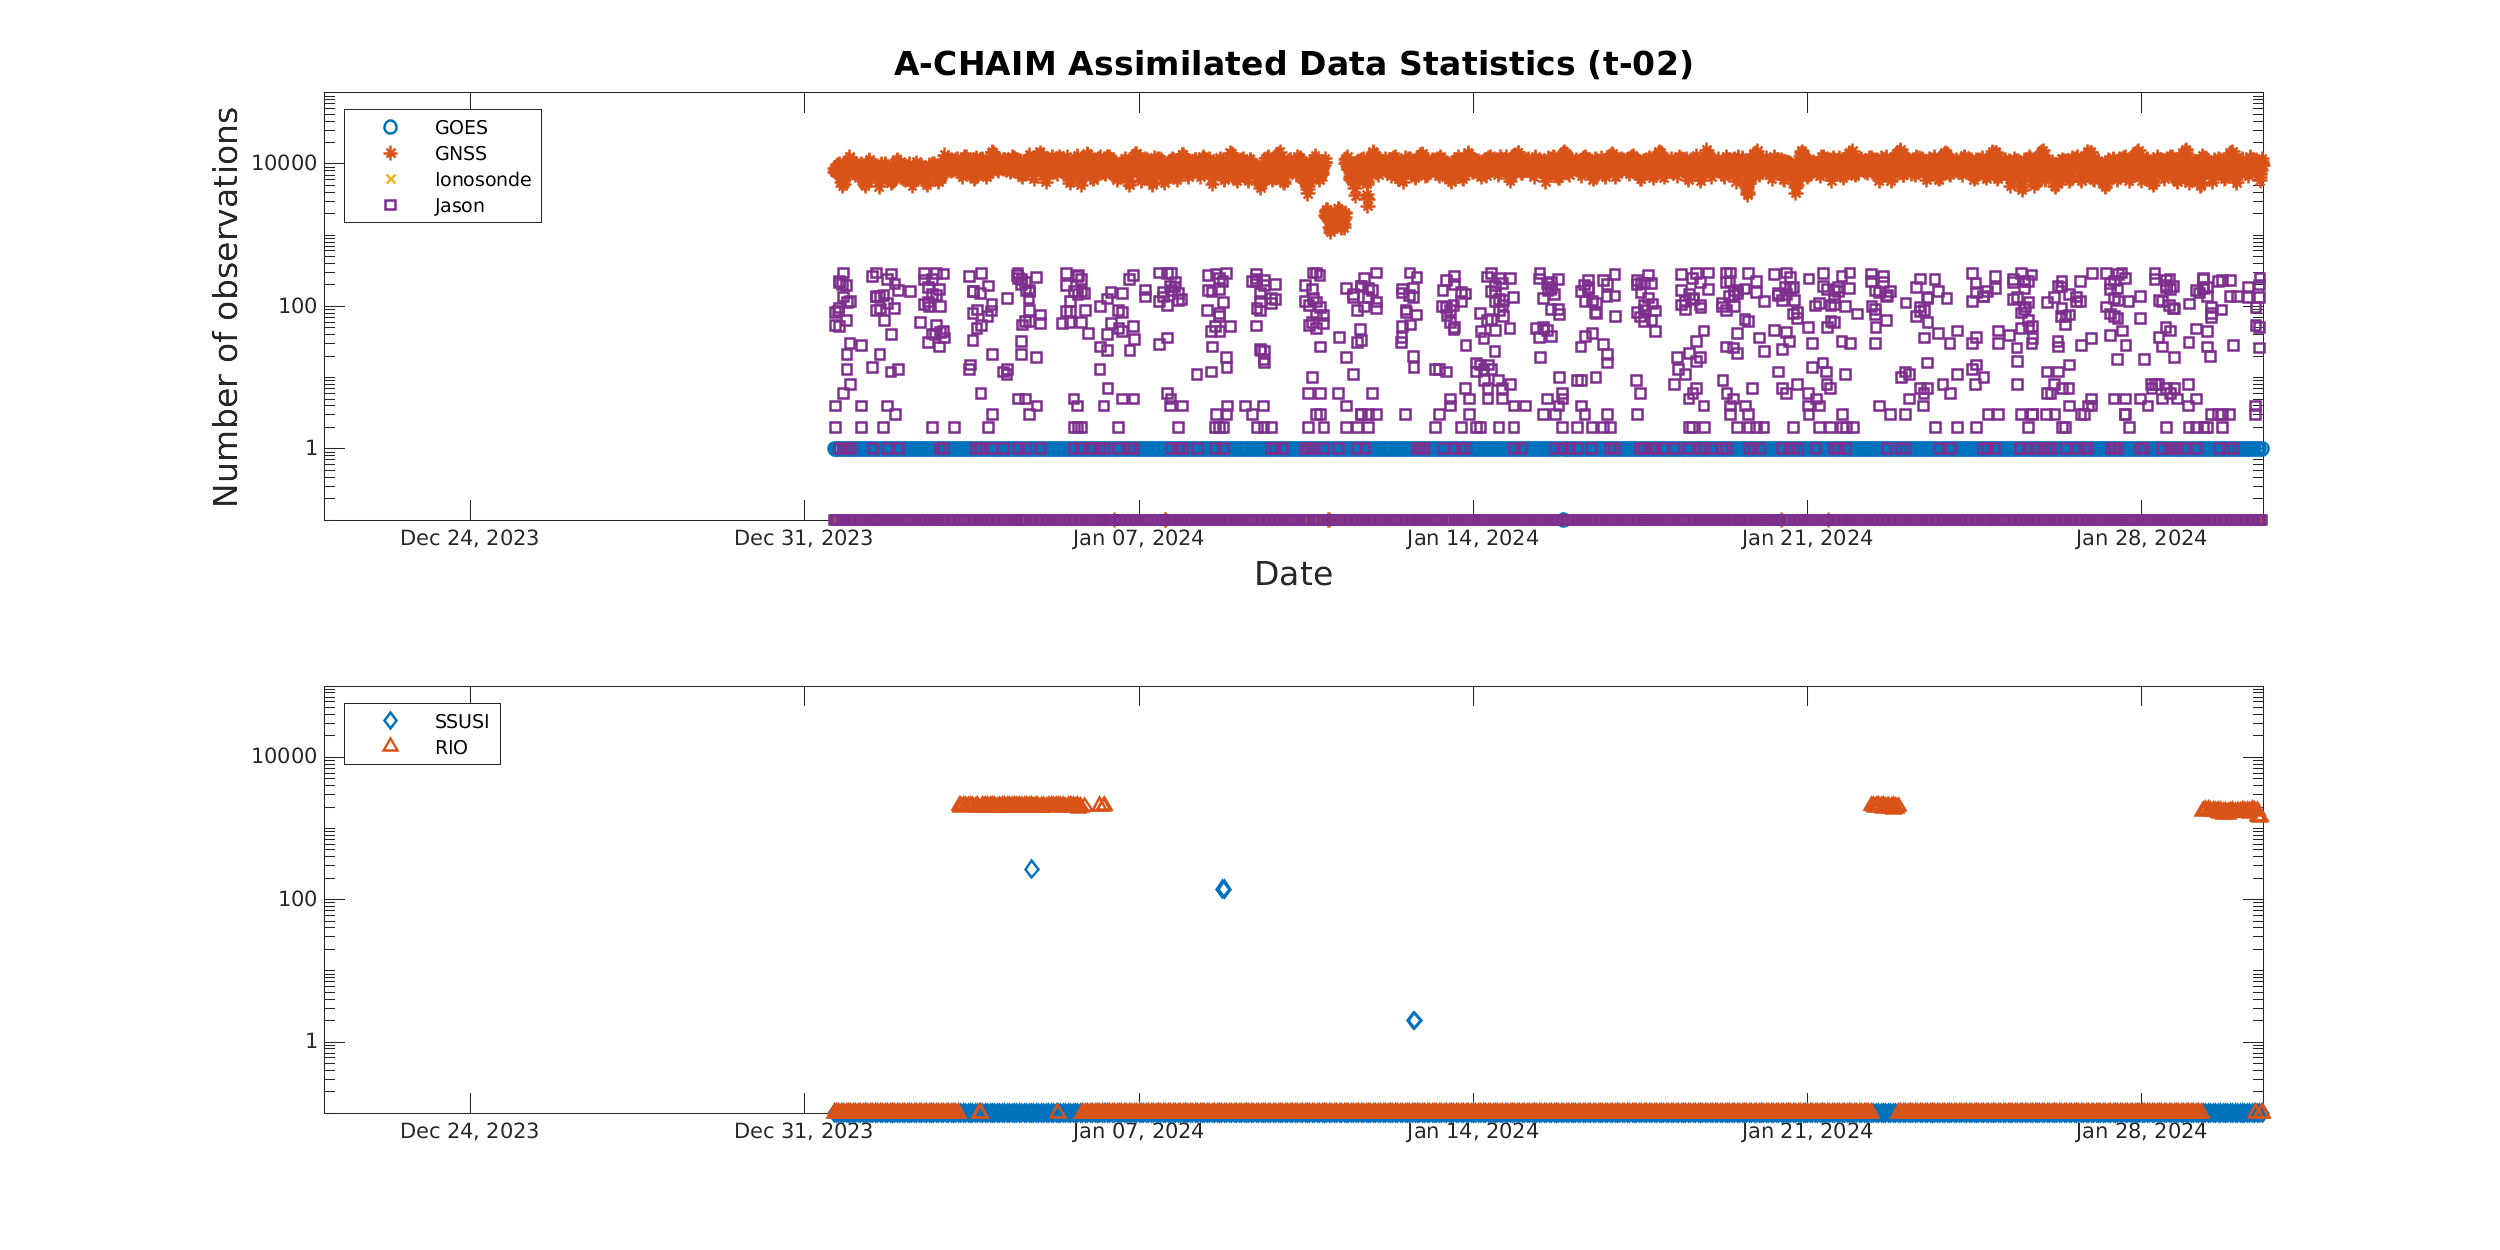 A-CHAIM Assimilated Data Statistics (t-02)
Number of observations
10000
100
1
GOES
GNSS
Ionosonde
Jason
Dec 24, 2023
Dec 31, 2023
Jan 07, 2024
Jan 14, 2024
Jan 21, 2024
Jan 28, 2024
Date
10000
100
1
SSUSI
RIO
Dec 24, 2023
Dec 31, 2023
Jan 07, 2024
Jan 14, 2024
Jan 21, 2024
Jan 28, 2024